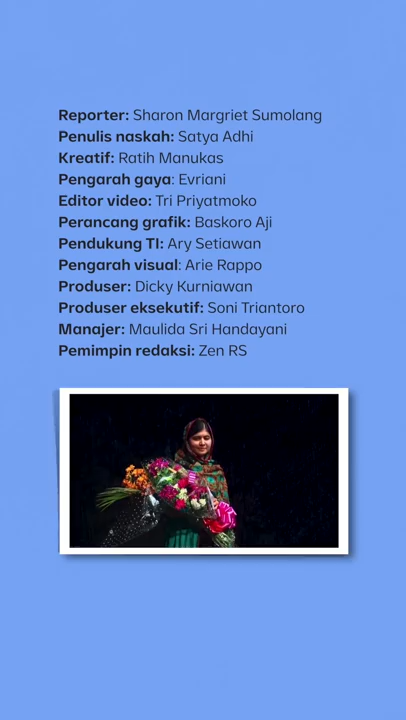 Reporter: Sharon Margriet Sumolang
Penulis naskah: Satya Adhi
Kreatif: Ratih Manukas
Pengarah gaya: Evriani
Editor video: Tri Priyatmoko
Perancang grafik: Baskoro Aji
Pendukung TI: Ary Setiawan
Pengarah visual: Arie Rappo
Produser: Dicky Kurniawan
Produser eksekutif: Soni Triantoro
Manajer: Maulida Sri Handayani
Pemimpin redaksi: Zen RS